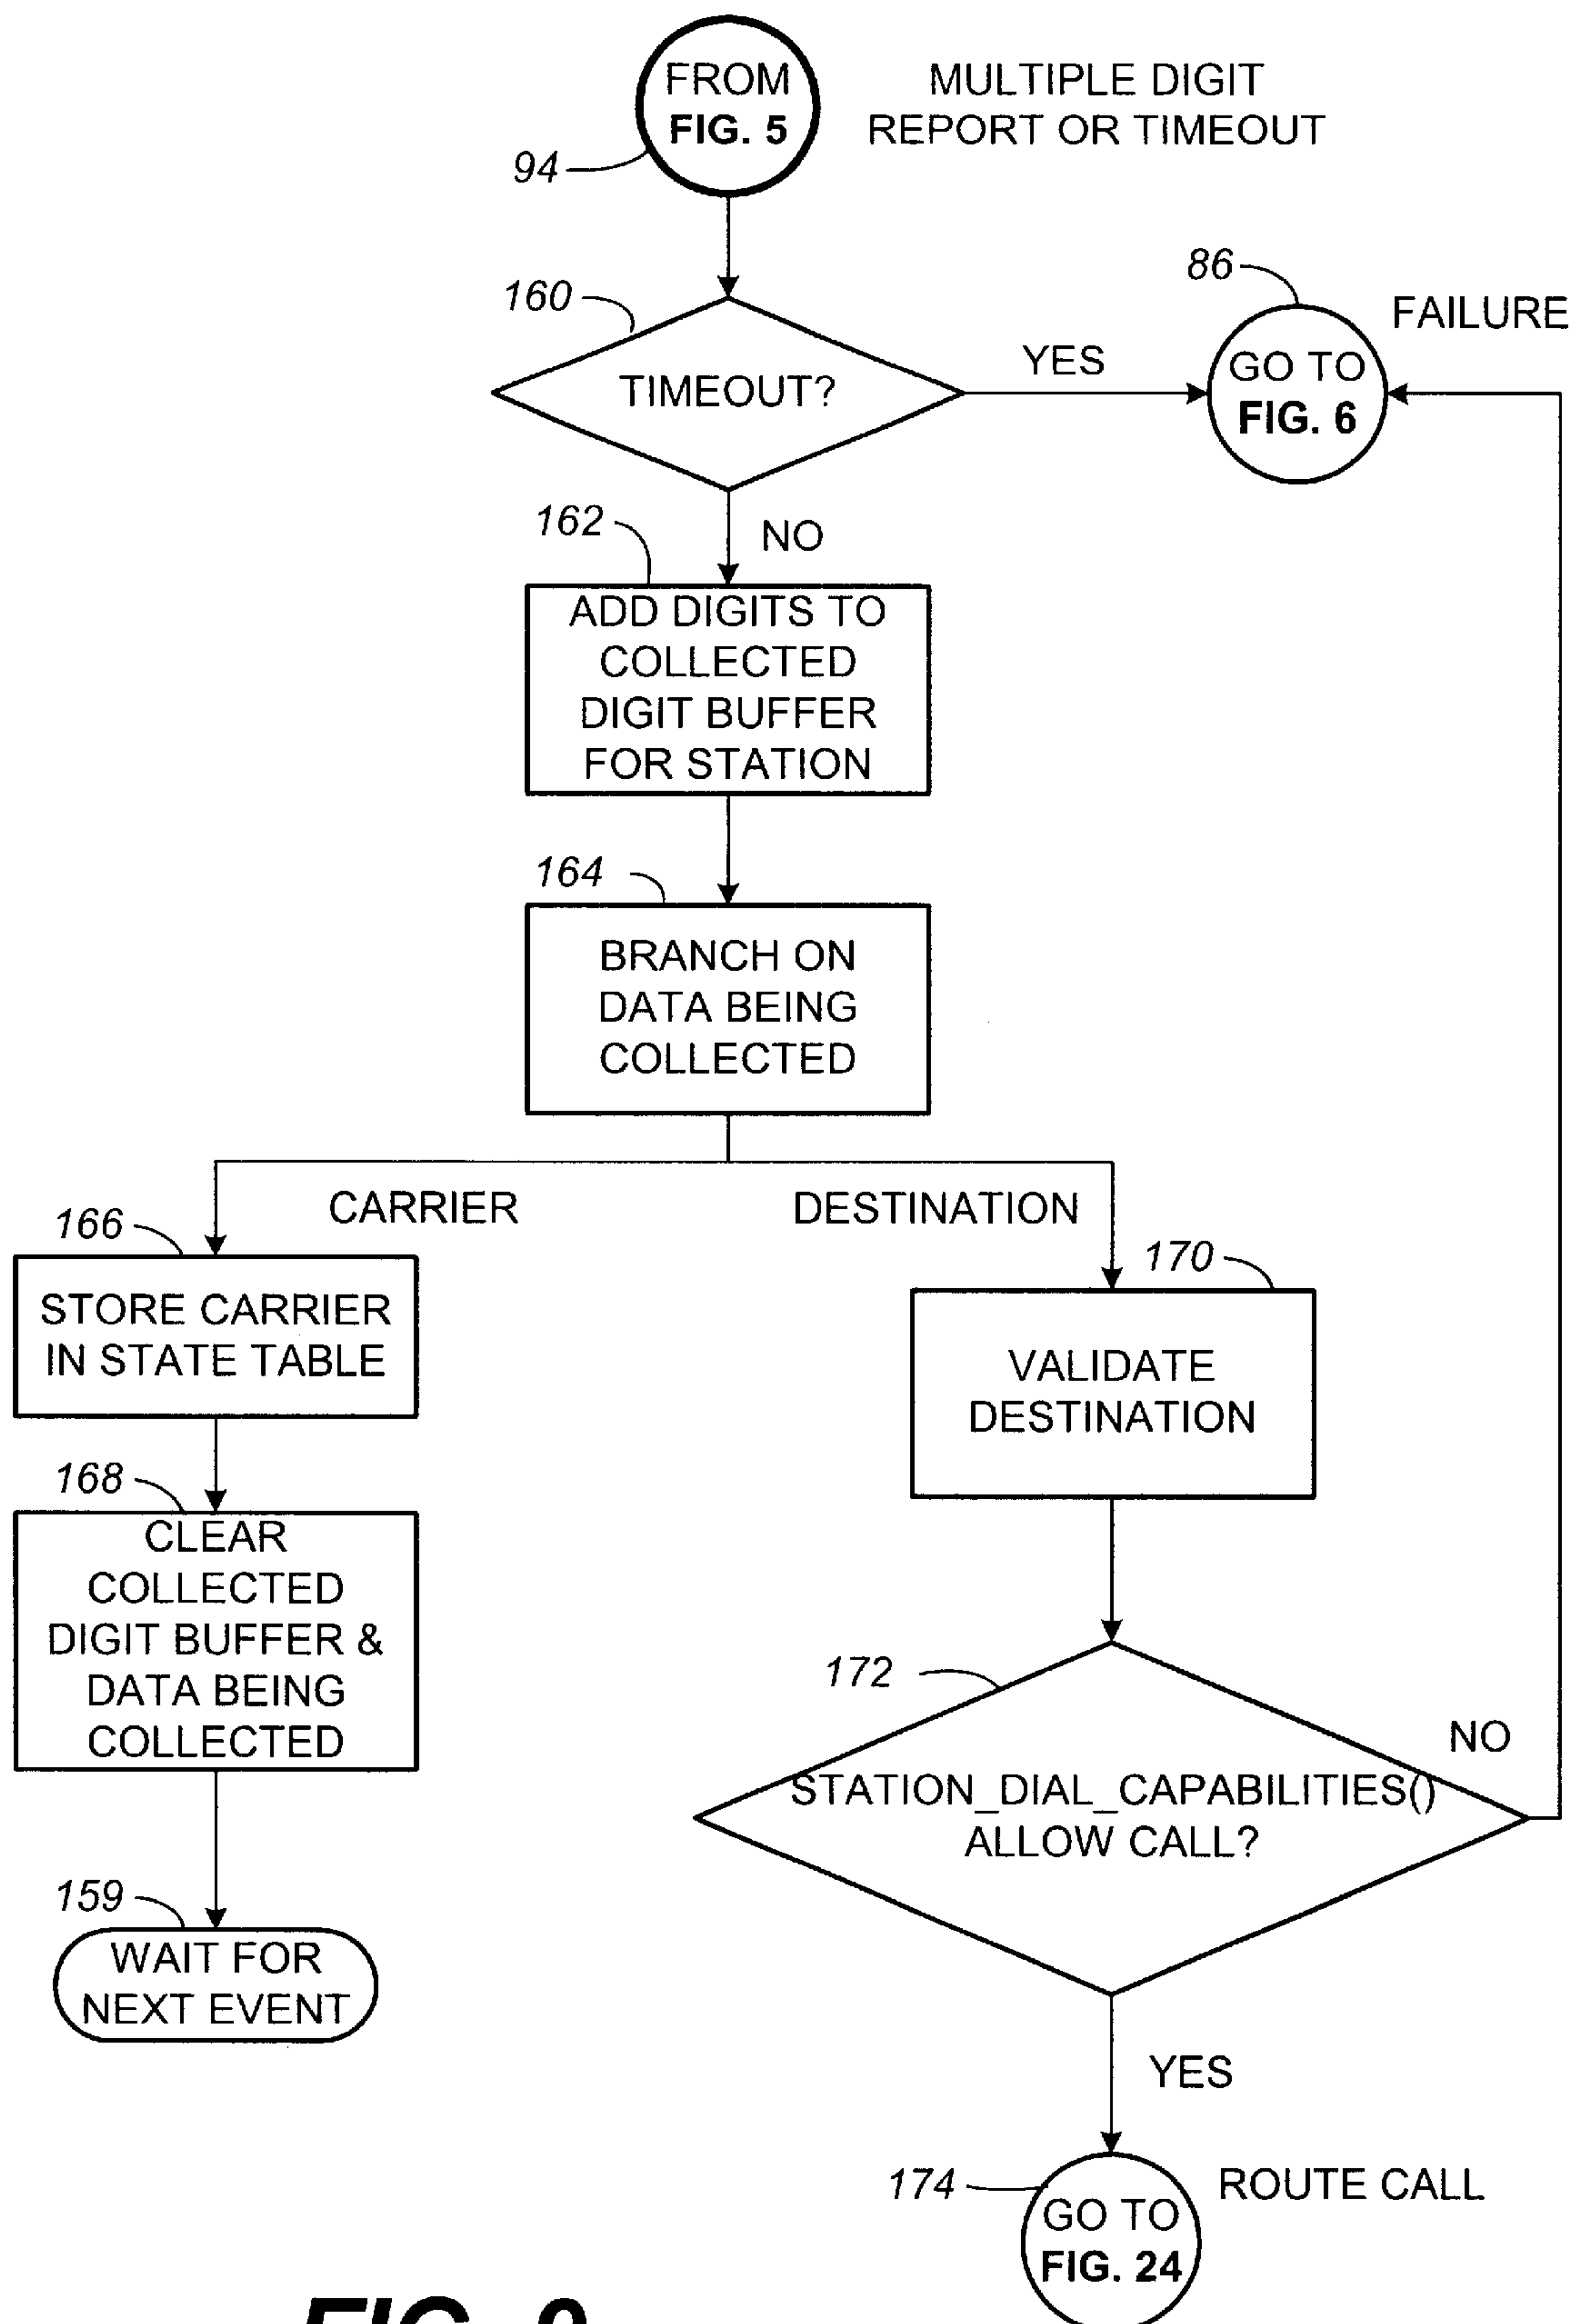 FROM
FIG. 5
MULTIPLE DIGIT
REPORT OR TIMEOUT
94
160
TIMEOUT?
YES
86
FAILURE
GO TO
FIG. 6
162
NO
ADD DIGITS TO
COLLECTED
DIGIT BUFFER
FOR STATION
164
BRANCH ON
DATA BEING
COLLECTED
CARRIER
DESTINATION
166
STORE CARRIER
IN STATE TABLE
170
VALIDATE
DESTINATION
168
CLEAR
COLLECTED
DIGIT BUFFER &
DATA BEING
COLLECTED
172
NO
STATION_DIAL_CAPABILITIES()
ALLOW CALL?
159
WAIT FOR
NEXT EVENT
YES
174
ROUTE CALL
GO TO
FIG. 24
FIG.